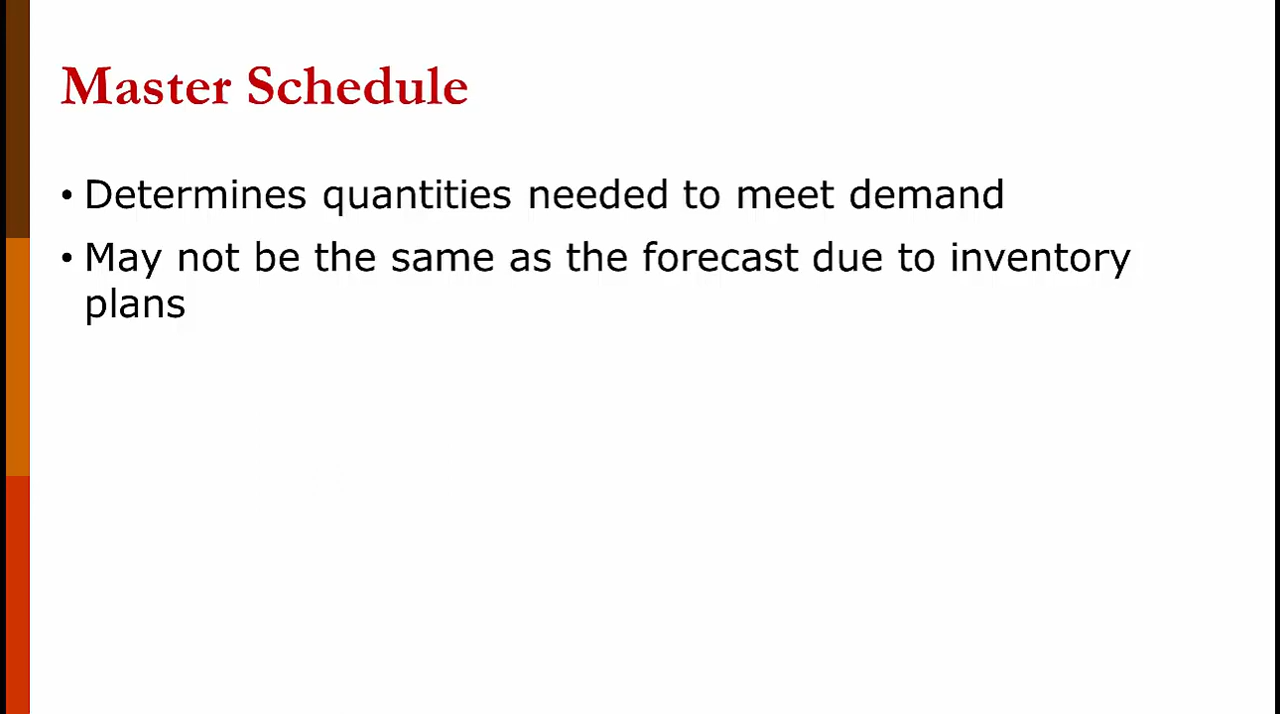 Master Schedule
• Determines quantities needed to meet demand
• May not be the same as the forecast due to inventory
plans